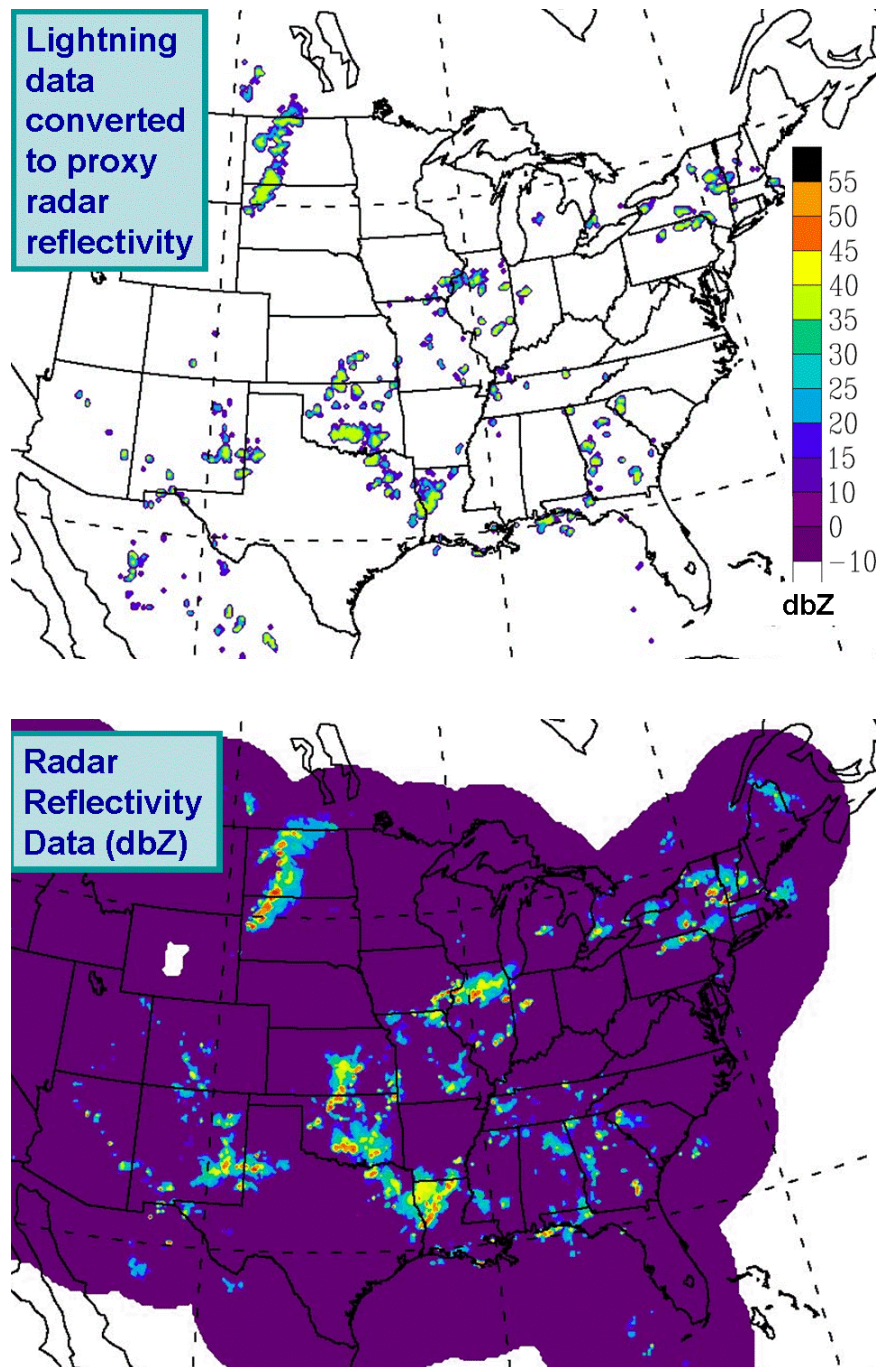 Lightning
data
converted
to proxy
radar
reflectivity
55
50
45
40
35
30
25
20
15
10
0
-10
dbZ
Radar
Reflectivity
Data (dbZ)